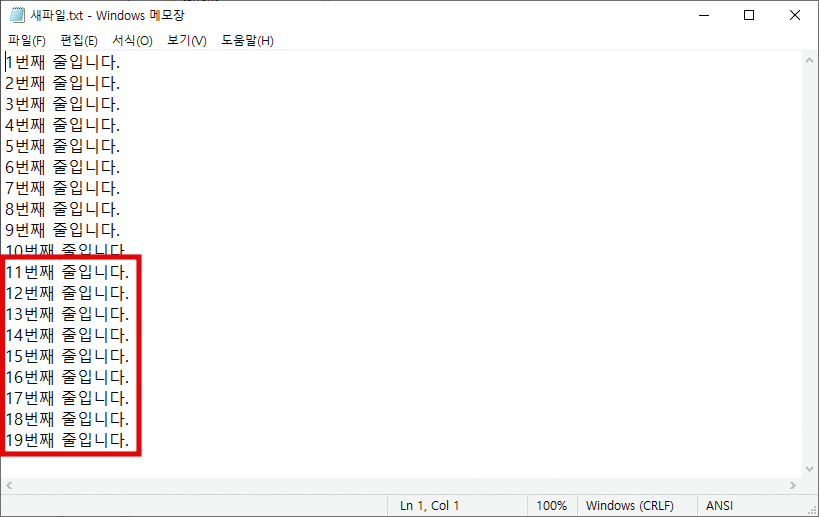 새파일.txt - Windows 메모장
파일(F) 편집(E) 서식(O) 보기(V) 도움말(H)
1번째 줄입니다.
2번째 줄입니다.
3번째 줄입니다.
4번째 줄입니다.
5번째 줄입니다.
6번째 줄입니다.
7번째 줄입니다.
8번째 줄입니다.
9번째 줄입니다.
10번째 줄입니다.
11번째 줄입니다.
12번째 줄입니다.
13번째 줄입니다.
14번째 줄입니다.
15번째 줄입니다.
16번째 줄입니다.
17번째 줄입니다.
18번째 줄입니다.
19번째 줄입니다.
Ln 1, Col 1 100% Windows (CRLF) ANSI